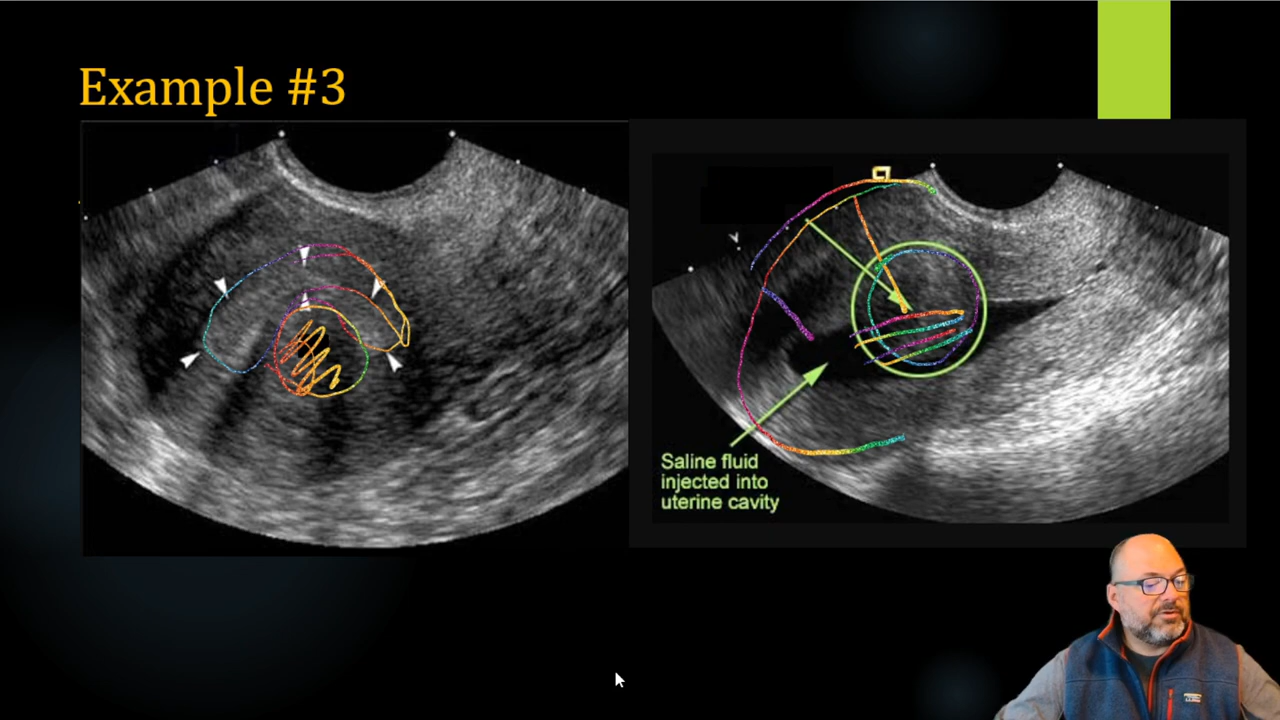 Example #3
Saline fluid
injected into
uterine cavity